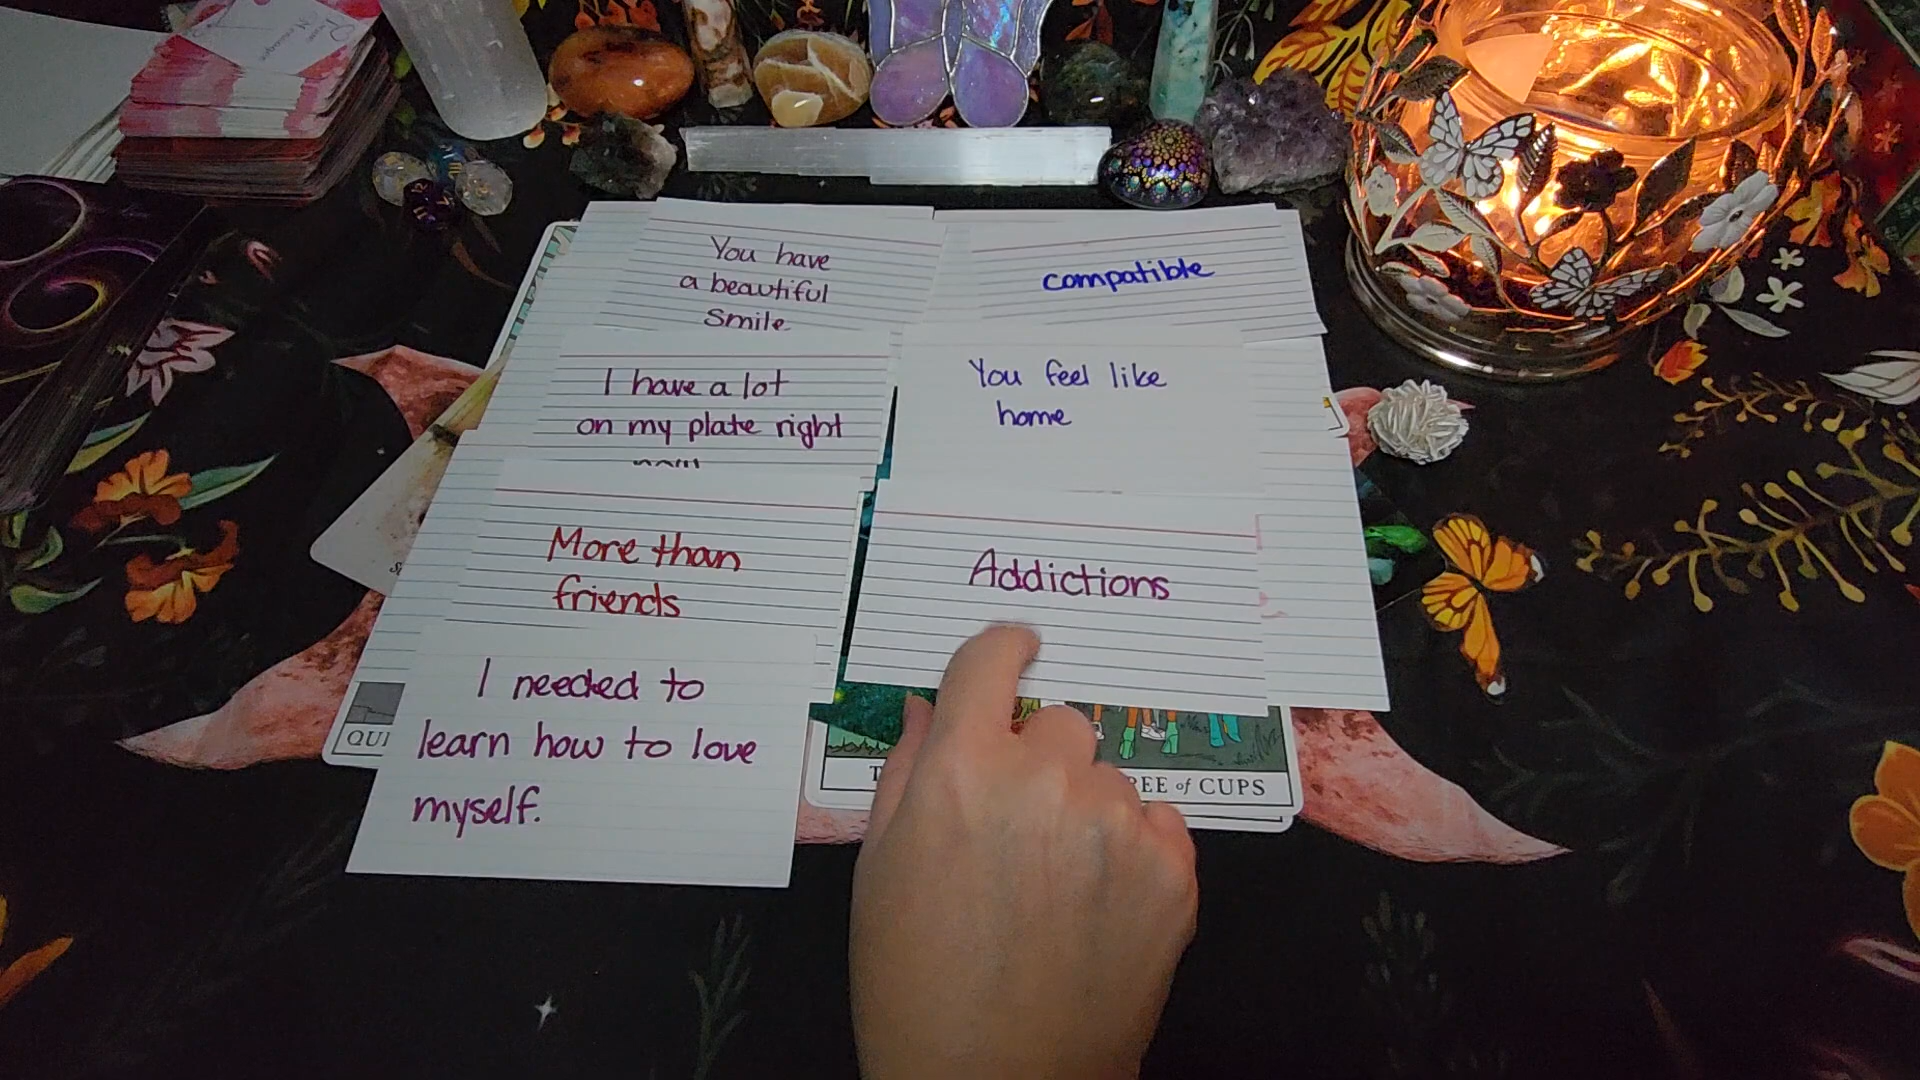 You have
a beautiful
smile
compatible
I have a lot
on my plate right
You feel like
home
More than
friends
Addictions
I needed to
learn how to love
myself.
QU
EE of CUPS